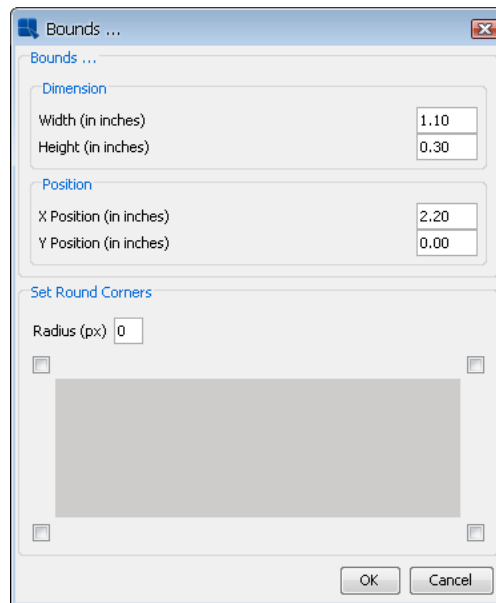 Bounds ...
Bounds ...
Dimension
Width (in inches) 1.10
Height (in inches) 0.30
Position
X Position (in inches) 2.20
Y Position (in inches) 0.00
Set Round Corners
Radius (px) 0
OK Cancel